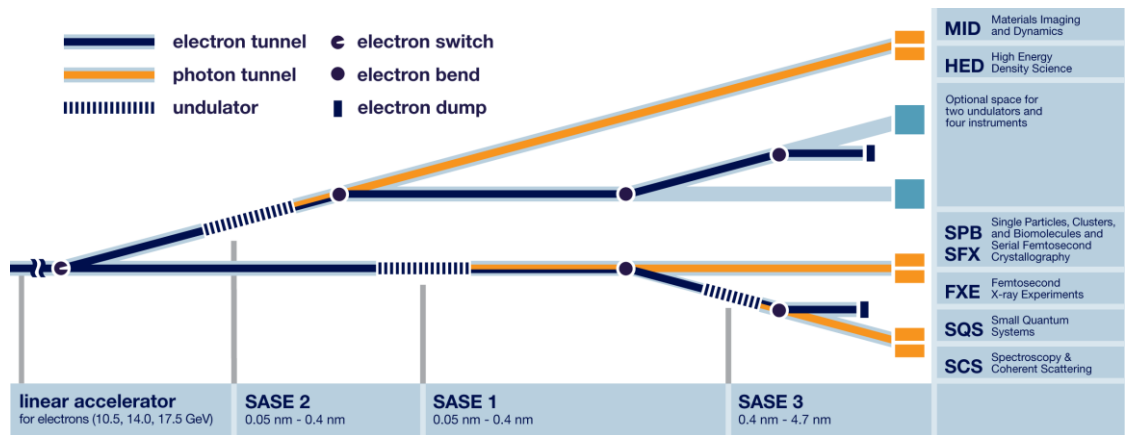 electron tunnel
electron switch
photon tunnel
electron bend
undulator
electron dump
MID Materials Imaging
and Dynamics
HED High Energy
Density Science
Optional space for
two undulators and
four instruments
SPB
SFX
Single Particles, Clusters,
and Biomolecules and
Serial Femtosecond
Crystallography
FXE Femtosecond
X-ray Experiments
SQS Small Quantum
Systems
SCS Spectroscopy &
Coherent Scattering
linear accelerator
for electrons (10.5, 14.0, 17.5 GeV)
SASE 2
0.05 nm - 0.4 nm
SASE 1
0.05 nm - 0.4 nm
SASE 3
0.4 nm - 4.7 nm